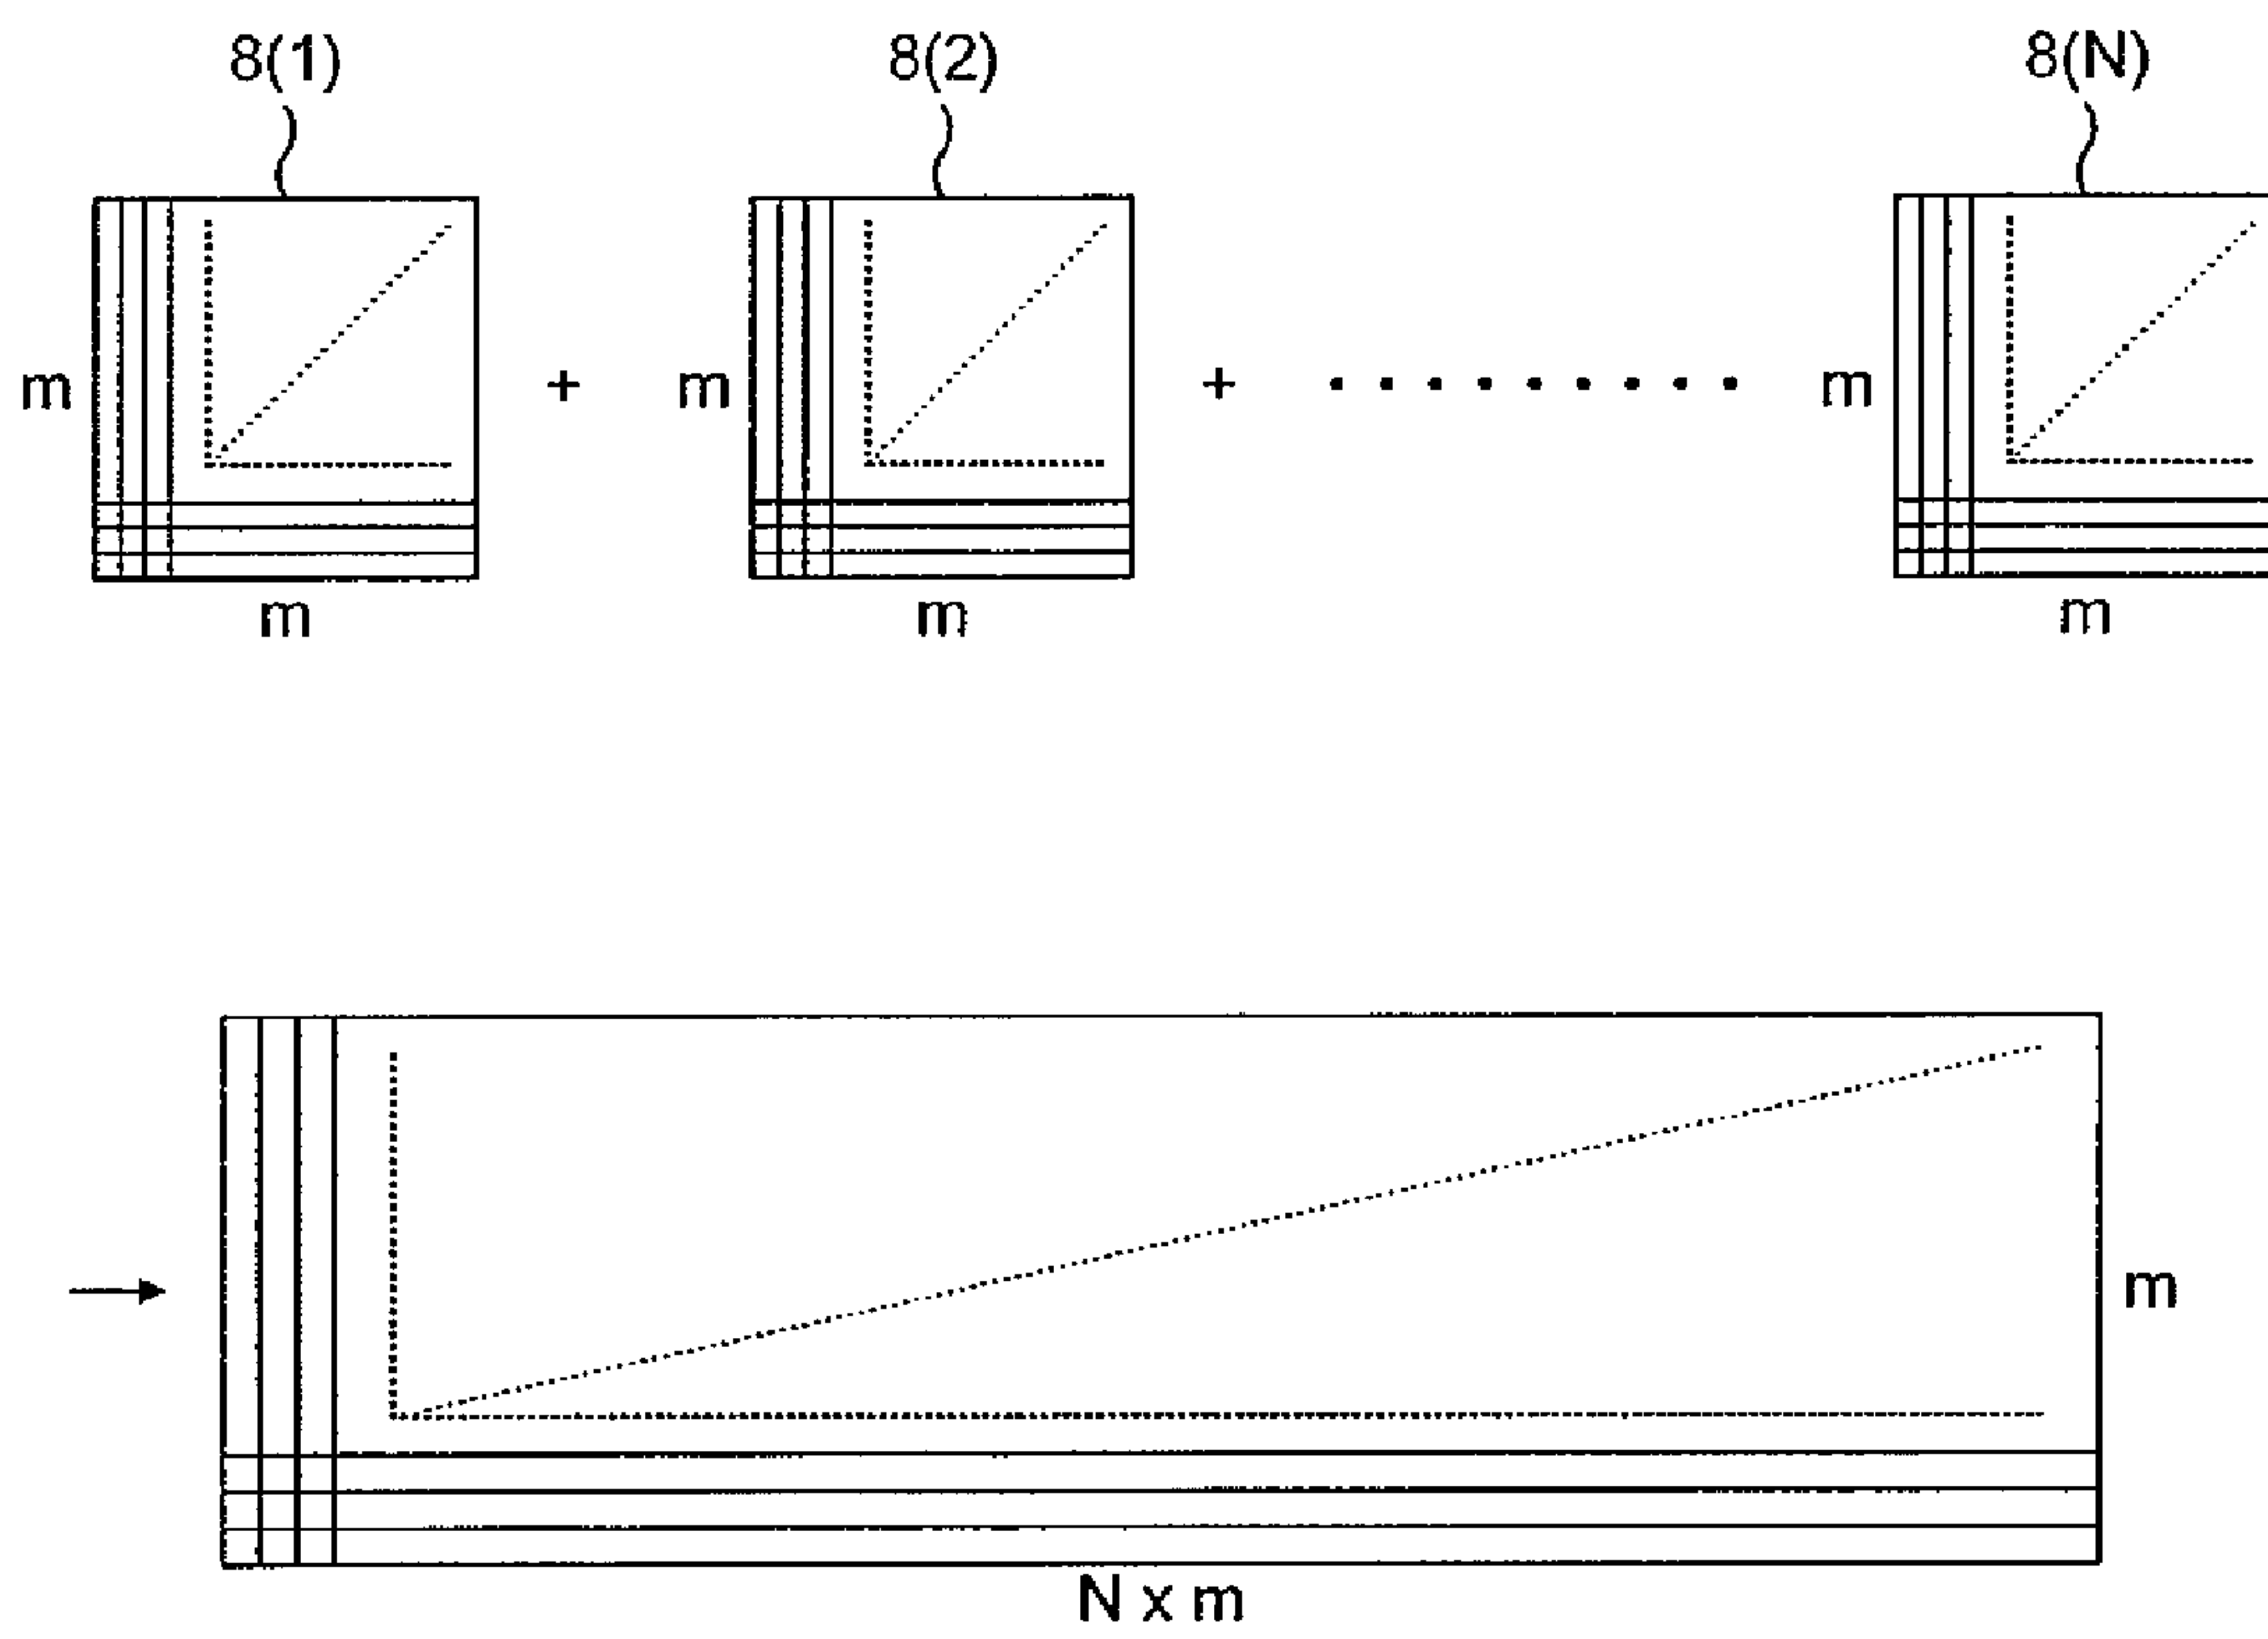 8(1) 8(2) 8(N)
m + m + ········· m
m m m
→ m
N x m